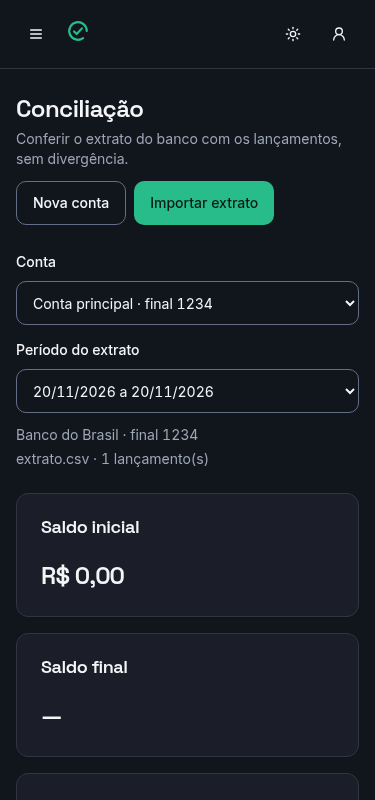 Conciliação
Conferir o extrato do banco com os lançamentos,
sem divergência.
Nova conta
Importar extrato
Conta
Conta principal · final 1234
Período do extrato
20/11/2026 a 20/11/2026
Banco do Brasil · final 1234
extrato.csv · 1 lançamento(s)
Saldo inicial
R$ 0,00
Saldo final
—